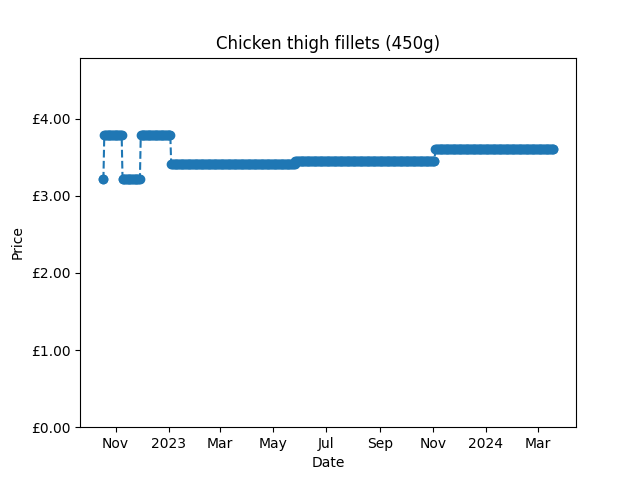 Chicken thigh fillets (450g)
£4.00
£3.00
£2.00
£1.00
£0.00
Price
Nov 2023 Mar May Jul Sep Nov 2024 Mar
Date